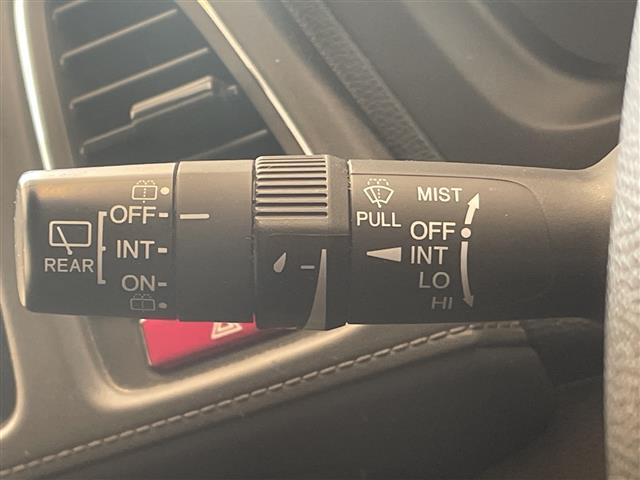 OFF
INT
REAR
ON
PULL
MIST
OFF
INT
LO
HI